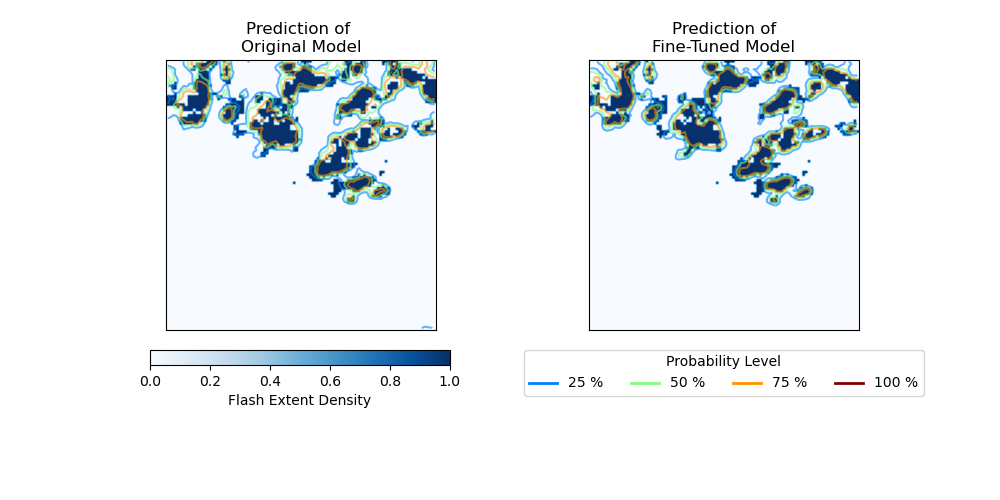 Prediction of
Original Model
Prediction of
Fine-Tuned Model
0.0 0.2 0.4 0.6 0.8 1.0
Flash Extent Density
Probability Level
25 % 50 % 75 % 100 %